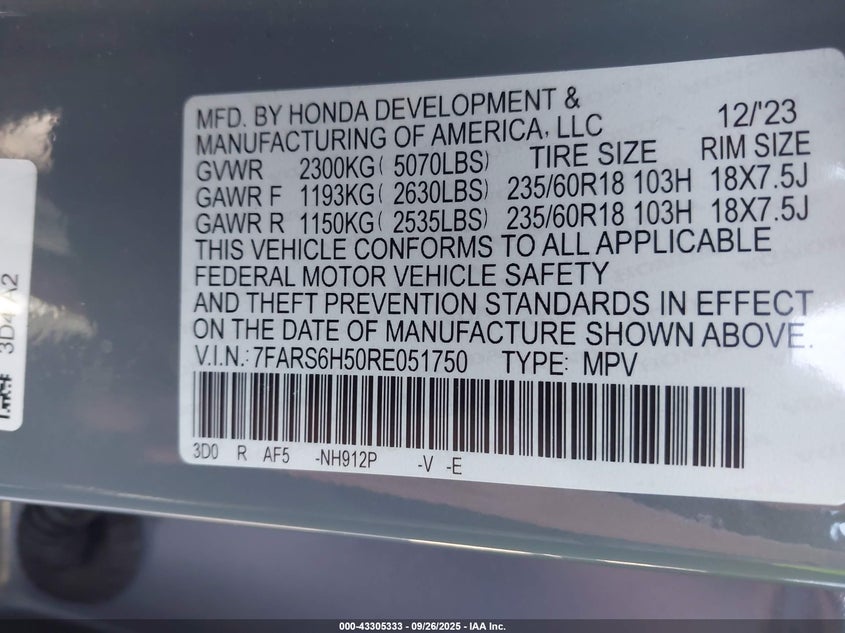 MFD. BY HONDA DEVELOPMENT &
MANUFACTURING OF AMERICA, LLC 12/'23
GVWR 2300KG( 5070LBS) TIRE SIZE RIM SIZE
GAWR F 1193KG( 2630LBS) 235/60R18 103H 18X7.5J
GAWR R 1150KG( 2535LBS) 235/60R18 103H 18X7.5J
THIS VEHICLE CONFORMS TO ALL APPLICABLE
FEDERAL MOTOR VEHICLE SAFETY
AND THEFT PREVENTION STANDARDS IN EFFECT
ON THE DATE OF MANUFACTURE SHOWN ABOVE.
V.I.N.: 7FARS6H50RE051750 TYPE: MPV
3D0 R AF5 -NH912P -V -E
000-43305333 - 09/26/2025 - IAA Inc.